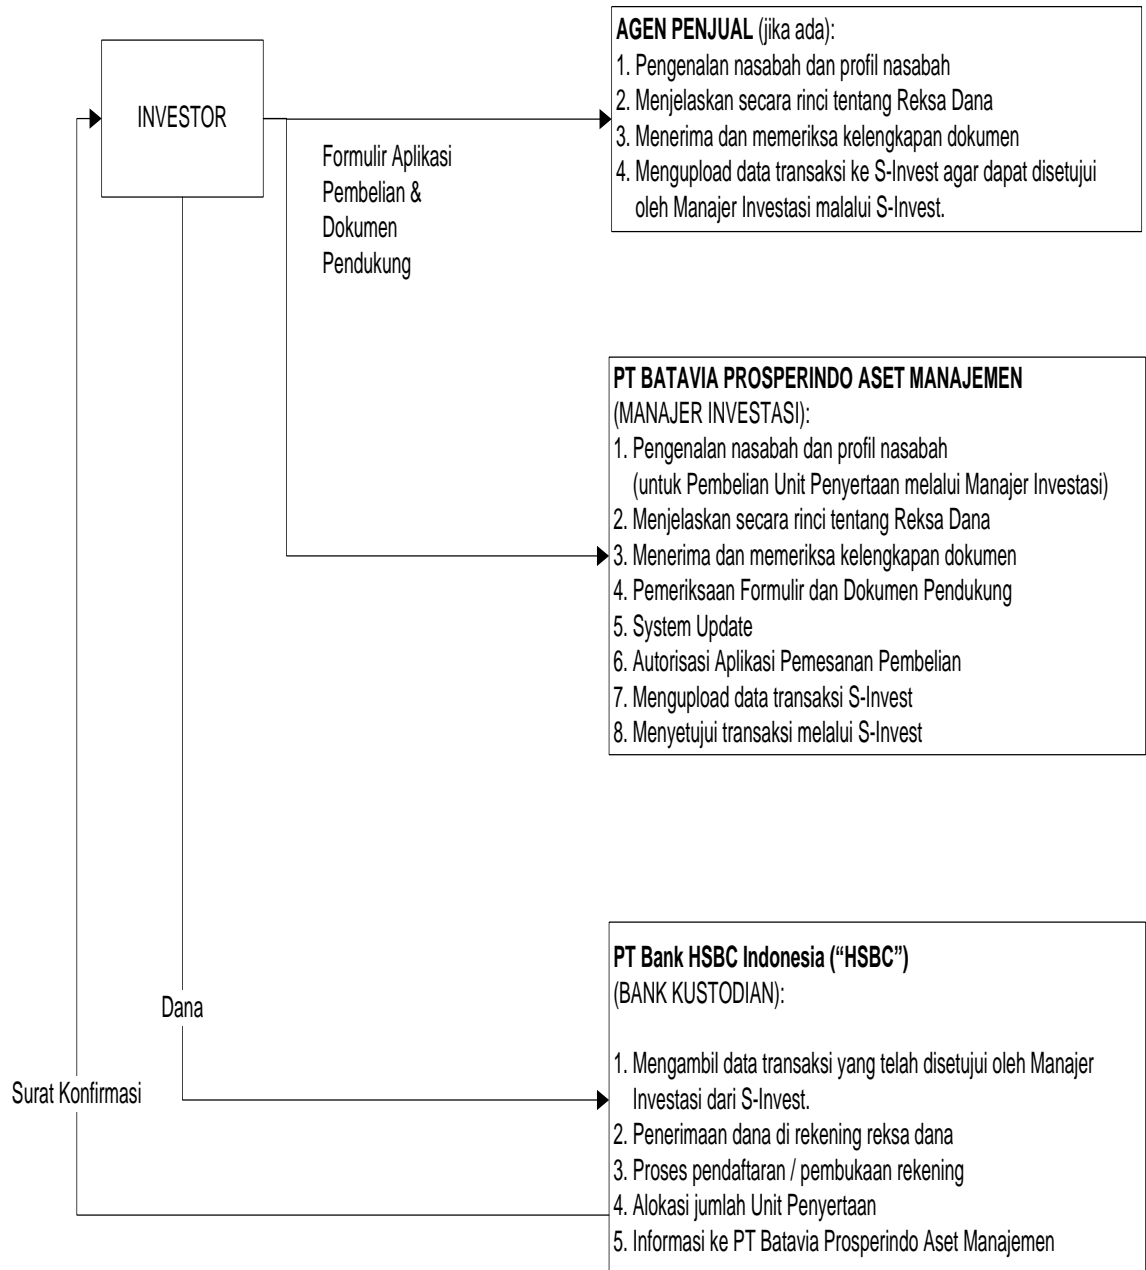 INVESTOR
Formulir Aplikasi
Pembelian &
Dokumen
Pendukung
AGEN PENJUAL (jika ada):
1. Pengenalan nasabah dan profil nasabah
2. Menjelaskan secara rinci tentang Reksa Dana
3. Menerima dan memeriksa kelengkapan dokumen
4. Mengupload data transaksi ke S-Invest agar dapat disetujui
oleh Manajer Investasi malalui S-Invest.
PT BATAVIA PROSPERINDO ASET MANAJEMEN
(MANAJER INVESTASI):
1. Pengenalan nasabah dan profil nasabah
(untuk Pembelian Unit Penyertaan melalui Manajer Investasi)
2. Menjelaskan secara rinci tentang Reksa Dana
3. Menerima dan memeriksa kelengkapan dokumen
4. Pemeriksaan Formulir dan Dokumen Pendukung
5. System Update
6. Autorisasi Aplikasi Pemesanan Pembelian
7. Mengupload data transaksi S-Invest
8. Menyetujui transaksi melalui S-Invest
Dana
Surat Konfirmasi
PT Bank HSBC Indonesia (“HSBC”)
(BANK KUSTODIAN):
1. Mengambil data transaksi yang telah disetujui oleh Manajer
Investasi dari S-Invest.
2. Penerimaan dana di rekening reksa dana
3. Proses pendaftaran / pembukaan rekening
4. Alokasi jumlah Unit Penyertaan
5. Informasi ke PT Batavia Prosperindo Aset Manajemen